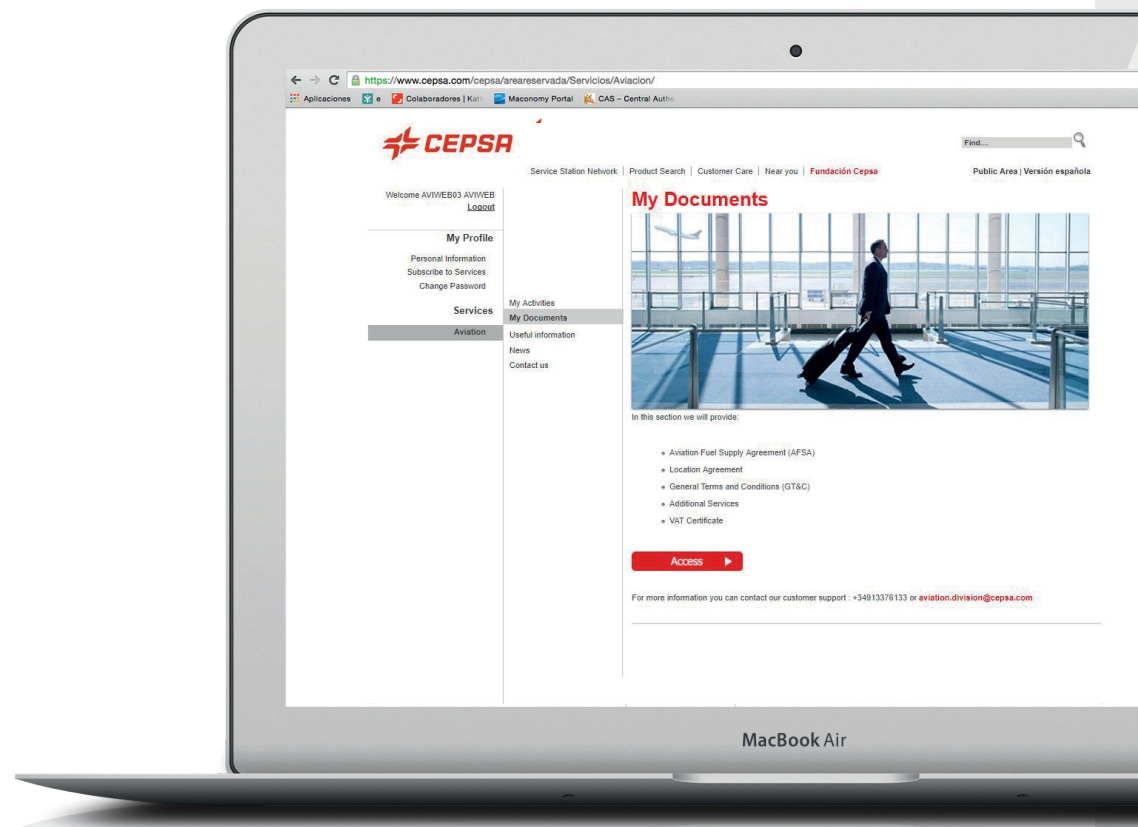 https://www.cepsa.com/cepsa/areareservada/Servicios/Aviacion/
Aplicaciones e Colaboradores | Kat Maconomy Portal CAS – Central Authe
CEPSA
Find....
Service Station Network | Product Search | Customer Care | Near you | Fundación Cepsa
Public Area | Versión española
Welcome AVIWEB03 AVIWEB
Logout
My Profile
Personal Information
Subscribe to Services
Change Password
Services
Aviation
My Activities
My Documents
Useful information
News
Contact us
My Documents
In this section we will provide:
Aviation Fuel Supply Agreement (AFSA)
Location Agreement
General Terms and Conditions (GT&C)
Additional Services
VAT Certificate
Access
For more information you can contact our customer support : +34913376133 or aviation.division@cepsa.com
MacBook Air